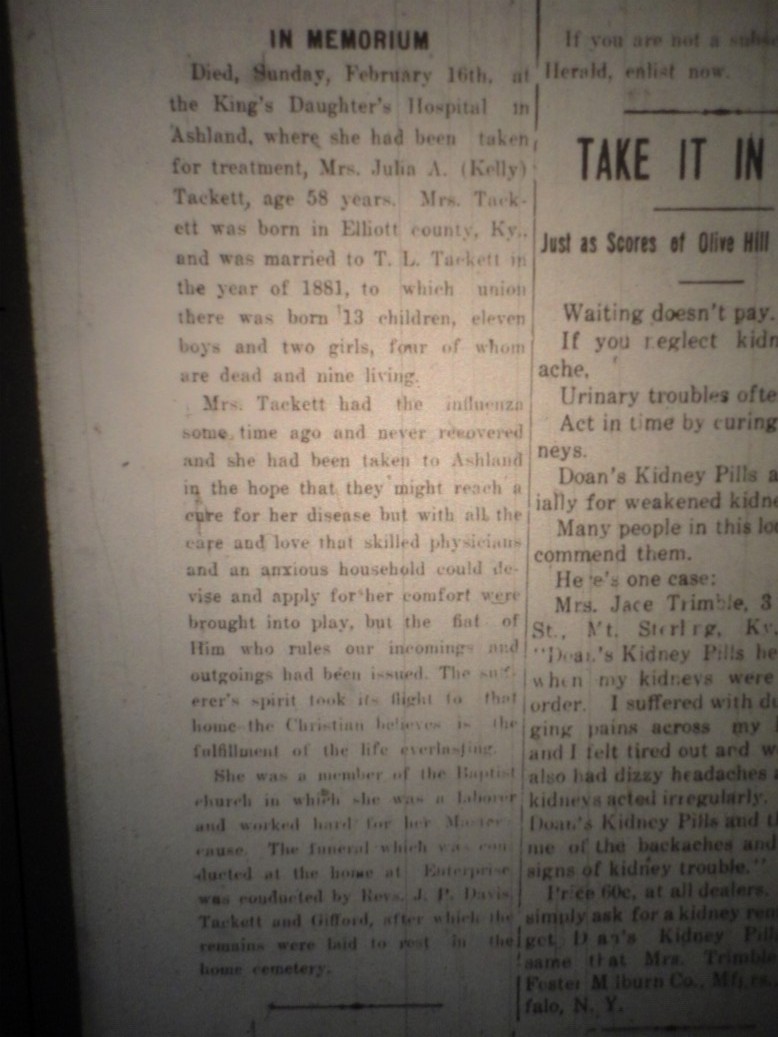 IN MEMORIUM
Died, Sunday, February 16th, at
the King's Daughter's Hospital in
Ashland, where she had been taken
for treatment, Mrs. Julia A. (Kelly)
Tackett, age 58 years. Mrs. Tack-
ett was born in Elliott county, Ky.,
and was married to T. L. Tackett in
the year of 1881, to which union
there was born 13 children, eleven
boys and two girls, four of whom
are dead and nine living.
Mrs. Tackett had the influenza
some time ago and never recovered
and she had been taken to Ashland
in the hope that they might reach a
cure for her disease but with all the
care and love that skilled physicians
and an anxious household could de-
vise and apply for her comfort were
brought into play, but the fiat of
Him who rules our incomings and
outgoings had been issued. The suf-
erer's spirit took its flight to that
home the Christian believes is the
fulfillment of the life everlasting.
She was a member of the Baptist
church in which she was a laborer
and worked hard for her Master
cause. The funeral which was con
ducted at the home at Enterprise
was conducted by Revs. J. P. Davis,
Tackett and Gifford, after which the
remains were laid to rest in the
home cemetery.
If you are not a
Herald, enlist now.
TAKE IT IN
Just as Scores of Olive Hill
Waiting doesn't pay.
If you neglect
ache,
Urinary troubles
Act in time by curing
neys.
Doan's Kidney Pills
ially for weakened
Many people in this
commend them.
He e's one case:
Mrs. Jace Trimble, 3
St., Mt. Sterling, Ky.
"Doan's Kidney Pills
when my kidneys were
order. I suffered with
ging pains across my
and I felt tired out and
also had dizzy headaches
kidneys acted irregularly.
Doan's Kidney Pills and
me of the backaches and
signs of kidney trouble."
Price 60c, at all dealers.
simply ask for a kidney
get Doan's Kidney
same that Mrs. Trimble
Foster Milburn Co., Mfrs.,
falo, N. Y.